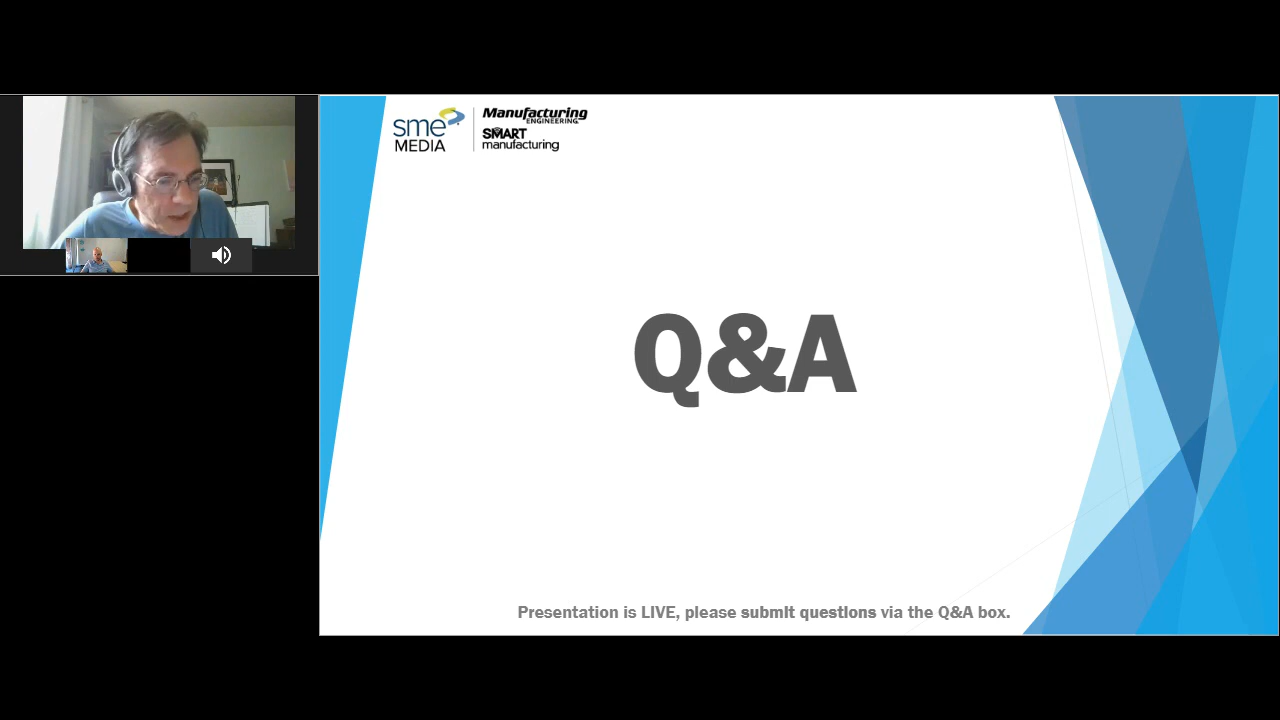 sme
MEDIA
Manufacturing
ENGINEERING
SMART
manufacturing
Q&A
Presentation is LIVE, please submit questions via the Q&A box.